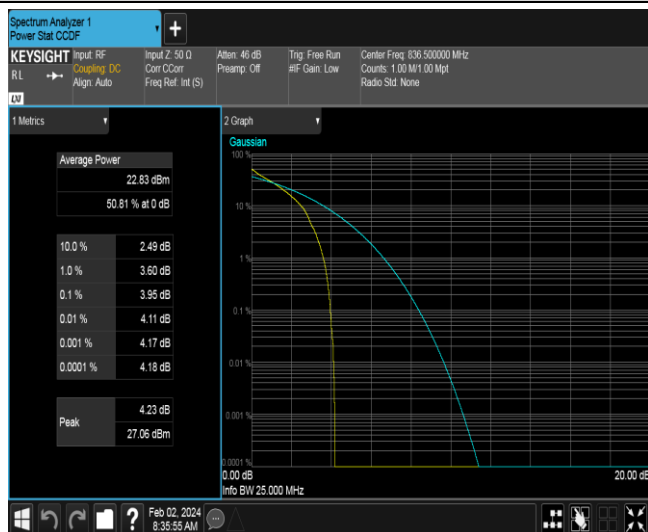 Spectrum Analyzer 1
Power Stat CCDF
+
KEYSIGHT
RL
LXI
Input: RF
Coupling: DC
Align: Auto
Input Z: 50 Ω
Corr CCorr
Freq Ref: Int (S)
Atten: 46 dB
Preamp: Off
Trig: Free Run
#IF Gain: Low
Center Freq: 836.500000 MHz
Counts: 1.00 M/1.00 Mpt
Radio Std: None
1 Metrics
Average Power
22.83 dBm
50.81 % at 0 dB
10.0 % 2.49 dB
1.0 % 3.60 dB
0.1 % 3.95 dB
0.01 % 4.11 dB
0.001 % 4.17 dB
0.0001 % 4.18 dB
Peak
4.23 dB
27.06 dBm
2 Graph
Gaussian
100 %
10 %
1 %
0.1 %
0.01 %
0.001 %
0.0001 %
0.00 dB
20.00 dB
Info BW 25.000 MHz
?
Feb 02, 2024
8:35:55 AM